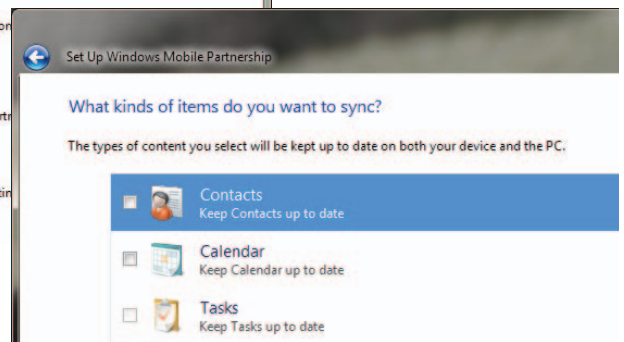 Set Up Windows Mobile Partnership
What kinds of items do you want to sync?
The types of content you select will be kept up to date on both your device and the PC.
Contacts
Keep Contacts up to date
Calendar
Keep Calendar up to date
Tasks
Keep Tasks up to date